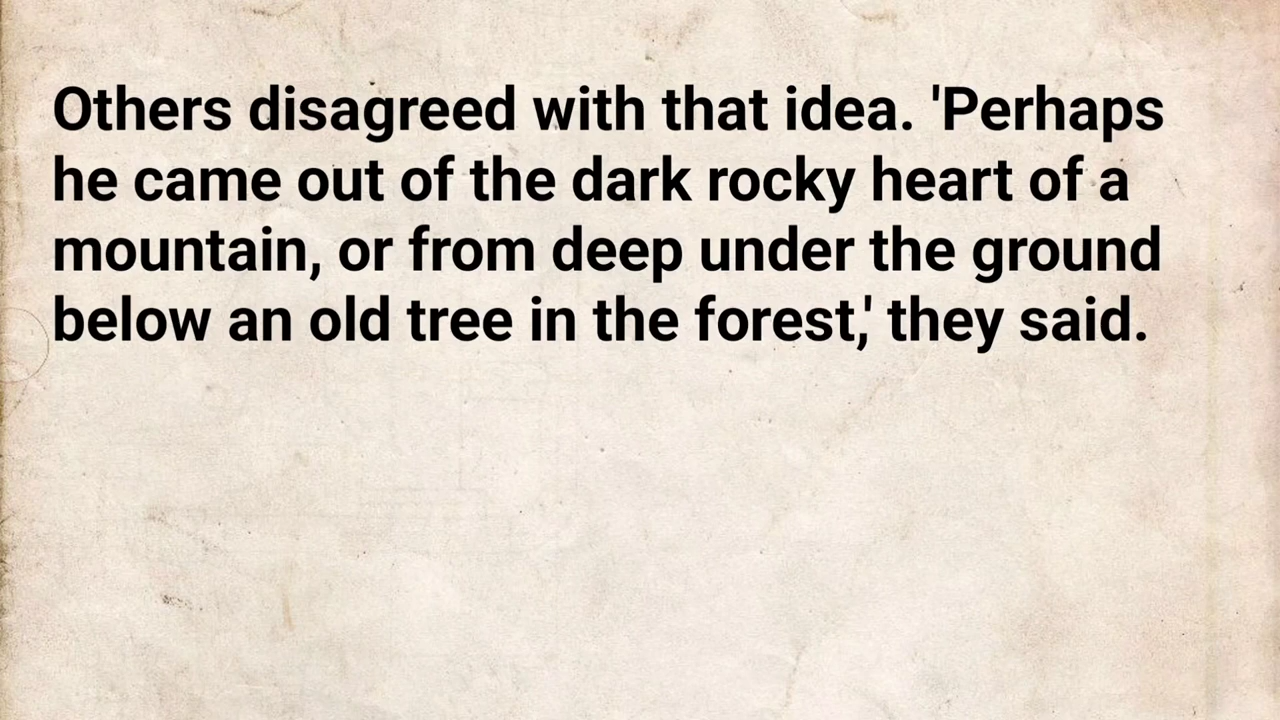 Others disagreed with that idea. 'Perhaps
he came out of the dark rocky heart of a
mountain, or from deep under the ground
below an old tree in the forest,' they said.